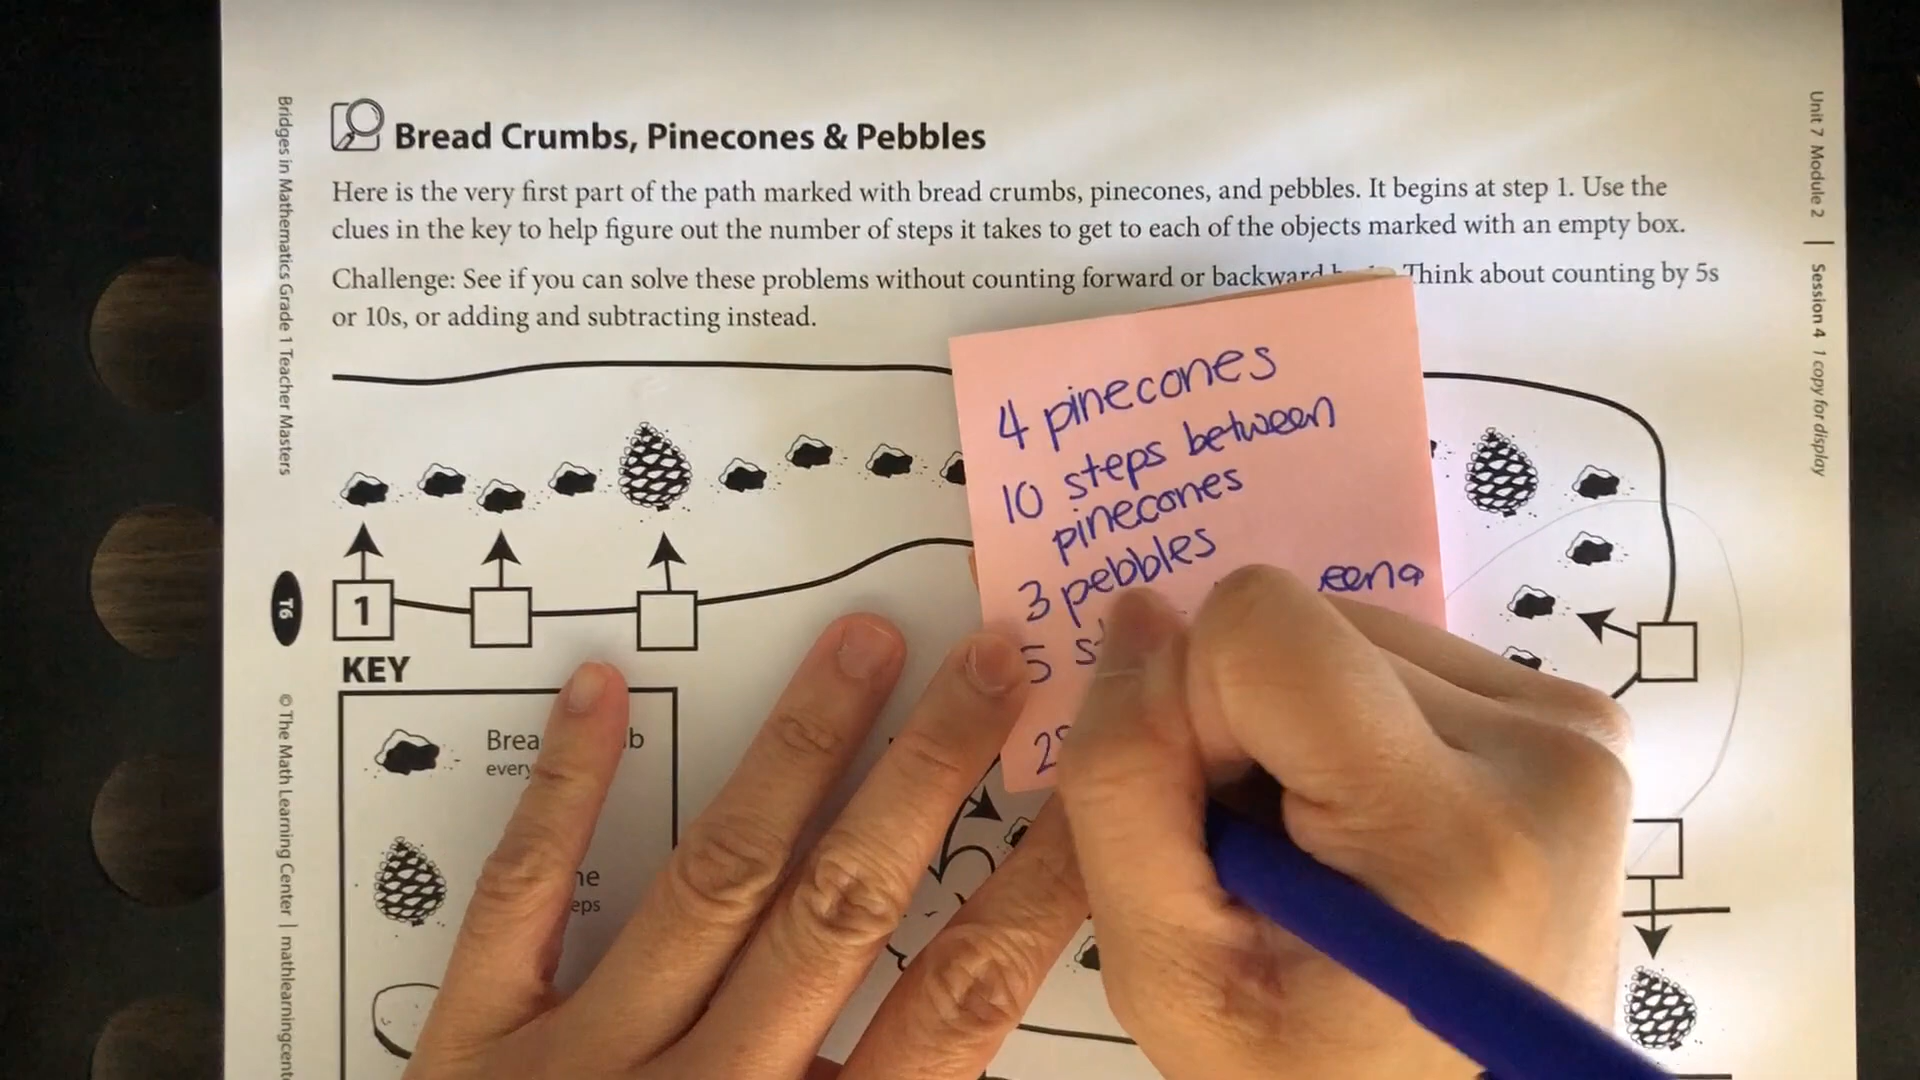 Bread Crumbs, Pinecones & Pebbles
Here is the very first part of the path marked with bread crumbs, pinecones, and pebbles. It begins at step 1. Use the
clues in the key to help figure out the number of steps it takes to get to each of the objects marked with an empty box.
Challenge: See if you can solve these problems without counting forward or backward Think about counting by 5s
or 10s, or adding and subtracting instead.
4 pinecones
10 steps between
pinecones
3 pebbles
5
1
KEY
Bridges in Mathematics Grade 1 Teacher Masters
T6
© The Math Learning Center | mathlearningcent
Unit 7 Module 2 | Session 4 1 copy for display